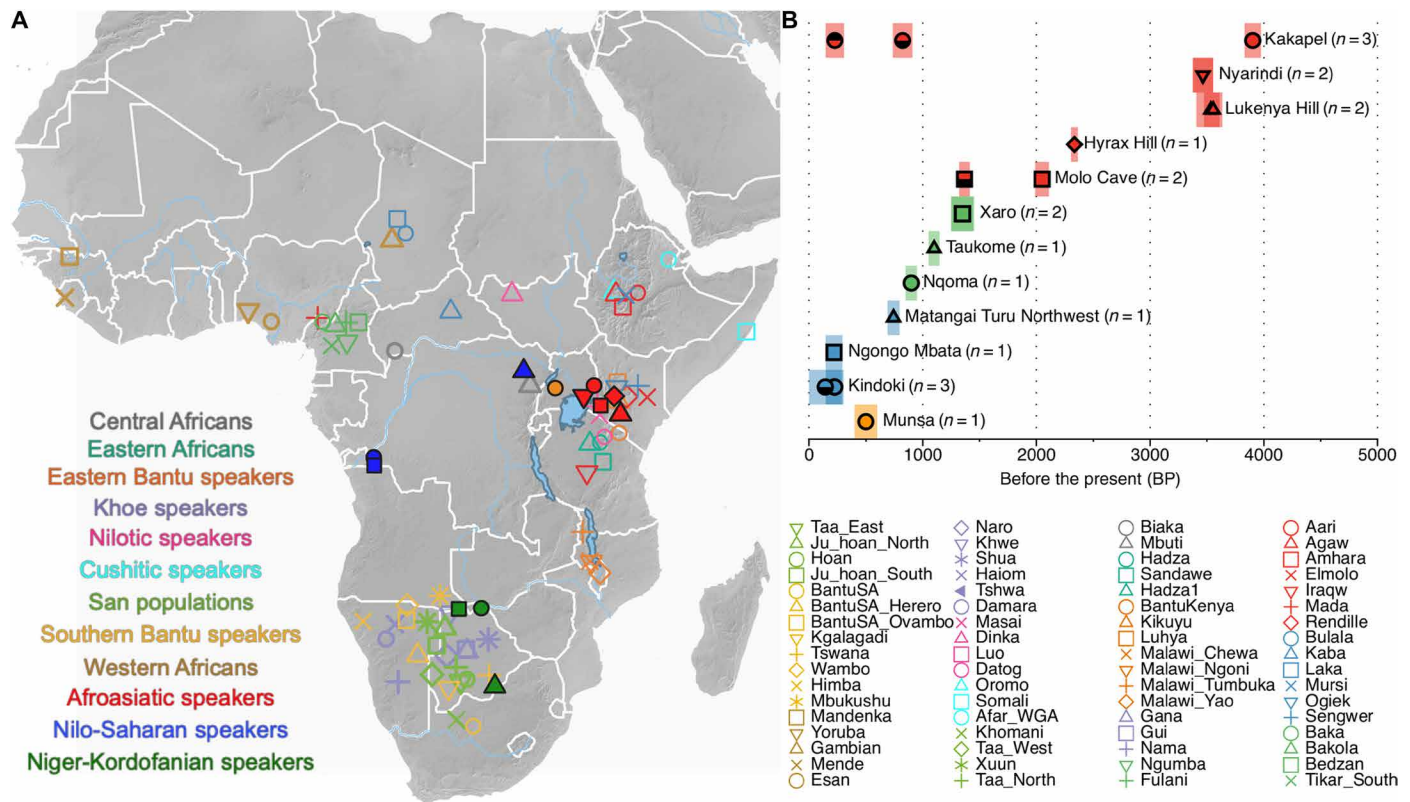 A
Central Africans
Eastern Africans
Eastern Bantu speakers
Khoe speakers
Nilotic speakers
Cushitic speakers
San populations
Southern Bantu speakers
Western Africans
Afroasiatic speakers
Nilo-Saharan speakers
Niger-Kordofanian speakers
B
Kakapel (n = 3)
Nyarindi (n = 2)
Lukenya Hill (n = 2)
Hyrax Hill (n = 1)
Molo Cave (n = 2)
Xaro (n = 2)
Taukome (n = 1)
Nqoma (n = 1)
Matangai Turu Northwest (n = 1)
Ngongo Mbata (n = 1)
Kindoki (n = 3)
Munsa (n = 1)
0 1000 2000 3000 4000 5000
Before the present (BP)
Taa_East
Ju_hoan_North
Hoan
Ju_hoan_South
BantuSA
BantuSA_Herero
BantuSA_Ovambo
Kgalagadi
Tswana
Wambo
Himba
Mbukushu
Mandenka
Yoruba
Gambian
Mende
Esan
Naro
Khwe
Shua
Haiom
Tshwa
Damara
Masai
Dinka
Luo
Datog
Oromo
Somali
Afar_WGA
Khomani
Taa_West
Xuun
Taa_North
Biaka
Mbuti
Hadza
Sandawe
Hadza1
BantuKenya
Kikuyu
Luhya
Malawi_Chewa
Malawi_Ngoni
Malawi_Tumbuka
Malawi_Yao
Gana
Gui
Nama
Ngumba
Fulani
Aari
Agaw
Amhara
Elmolo
Iraqw
Mada
Rendille
Bulala
Kaba
Laka
Mursi
Ogiek
Sengwer
Baka
Bakola
Bedzan
Tikar_South